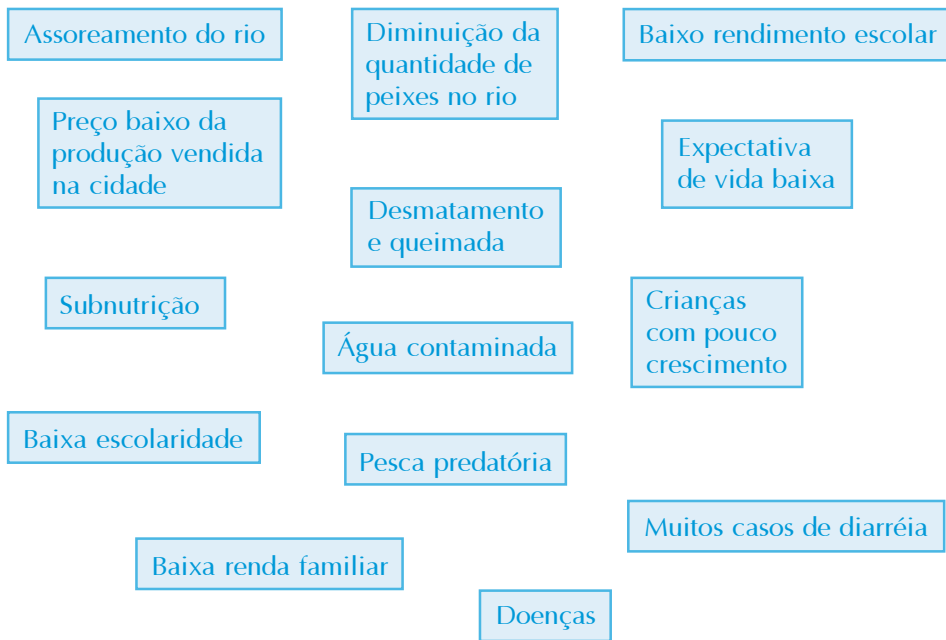 Assoreamento do rio
Diminuição da
quantidade de
peixes no rio
Baixo rendimento escolar
Preço baixo da
produção vendida
na cidade
Expectativa
de vida baixa
Desmatamento
e queimada
Subnutrição
Crianças
com pouco
crescimento
Água contaminada
Baixa escolaridade
Pesca predatória
Muitos casos de diarréia
Baixa renda familiar
Doenças